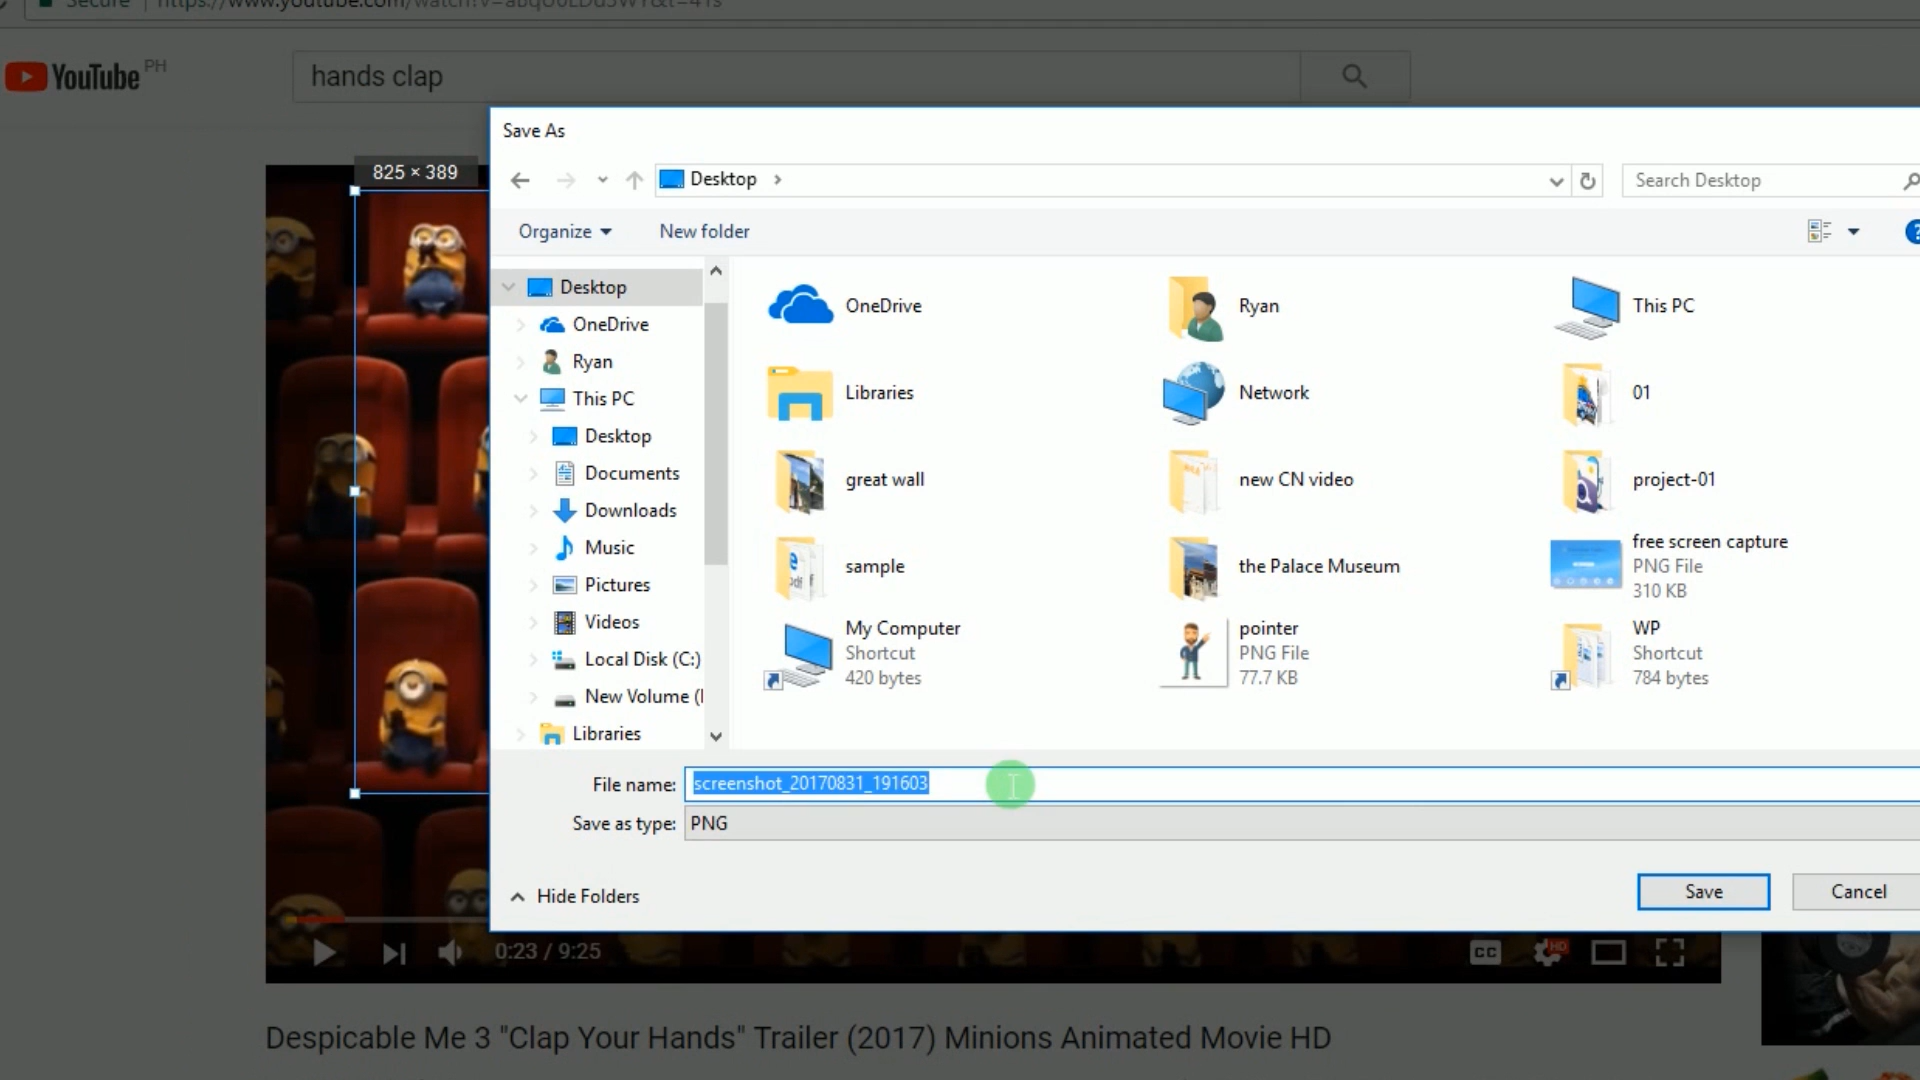 Secure
YouTube PH
hands clap
825 × 389
Save As
Desktop
Search Desktop
Organize
New folder
Desktop
OneDrive
Ryan
This PC
Desktop
Documents
Downloads
Music
Pictures
Videos
Local Disk (C:)
New Volume (
Libraries
OneDrive
Ryan
This PC
Libraries
Network
01
great wall
new CN video
project-01
sample
the Palace Museum
free screen capture
PNG File
310 KB
My Computer
Shortcut
420 bytes
pointer
PNG File
77.7 KB
WP
Shortcut
784 bytes
File name: screenshot_20170831_191603
Save as type: PNG
Hide Folders
Save
Cancel
0:23 / 9:25
CC
HD
Despicable Me 3 "Clap Your Hands" Trailer (2017) Minions Animated Movie HD